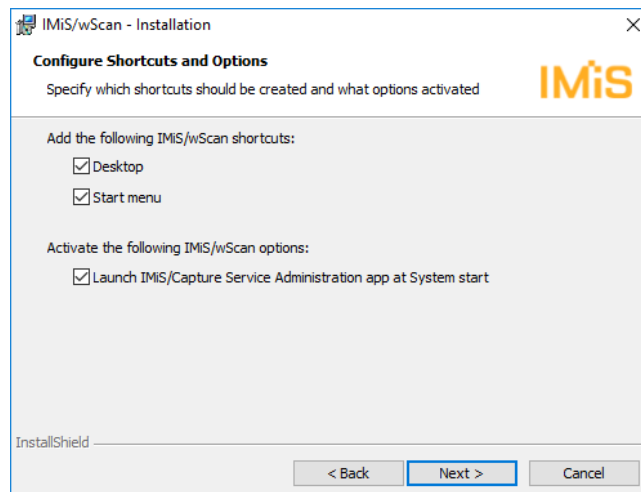 IMiS/wScan - Installation
Configure Shortcuts and Options
Specify which shortcuts should be created and what options activated
IMiS
Add the following IMiS/wScan shortcuts:
Desktop
Start menu
Activate the following IMiS/wScan options:
Launch IMiS/Capture Service Administration app at System start
InstallShield
< Back Next > Cancel